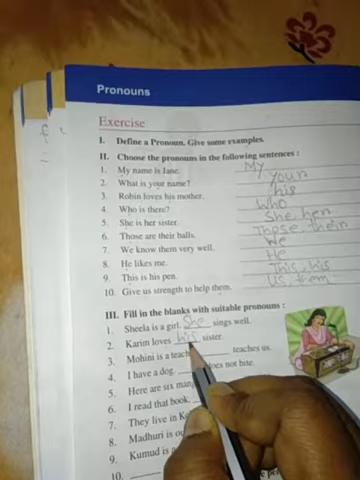 Pronouns
Exercise
I. Define a Pronoun. Give some examples.
II. Choose the pronouns in the following sentences :
1. My name is Jane. My
2. What is your name? your
3. Robin loves his mother. his
4. Who is there? Who
5. She is her sister. She, her
6. Those are their balls. Those, their
7. We know them very well. We
8. He likes me. He
9. This is his pen. This, his
10. Give us strength to help them. us, them
III. Fill in the blanks with suitable pronouns :
1. Sheela is a girl. She sings well.
2. Karim loves his sister.
3. Mohini is a teach teaches us.
4. I have a dog. does not bite.
5. Here are six man
6. I read that book.
7. They live in K
8. Madhuri is o
9. Kumud is a
10.